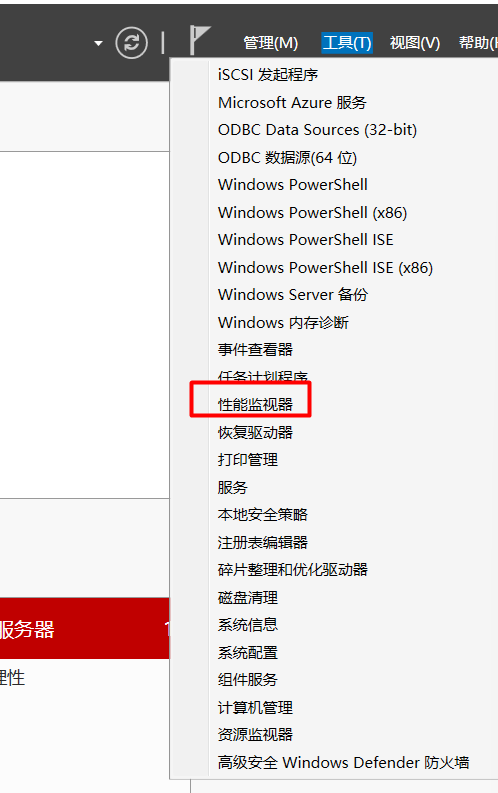 管理(M) 工具(T) 视图(V) 帮助(H
iSCSI 发起程序
Microsoft Azure 服务
ODBC Data Sources (32-bit)
ODBC 数据源(64 位)
Windows PowerShell
Windows PowerShell (x86)
Windows PowerShell ISE
Windows PowerShell ISE (x86)
Windows Server 备份
Windows 内存诊断
事件查看器
任务计划程序
性能监视器
恢复驱动器
打印管理
服务
本地安全策略
注册表编辑器
碎片整理和优化驱动器
磁盘清理
系统信息
系统配置
组件服务
计算机管理
资源监视器
高级安全 Windows Defender 防火墙
服务器 1
理性